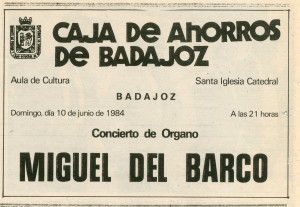 CAJA DE AHORROS
DE BADAJOZ
Aula de Cultura Santa Iglesia Catedral
BADAJOZ
Domingo, día 10 de junio de 1984 A las 21 horas
Concierto de Organo
MIGUEL DEL BARCO